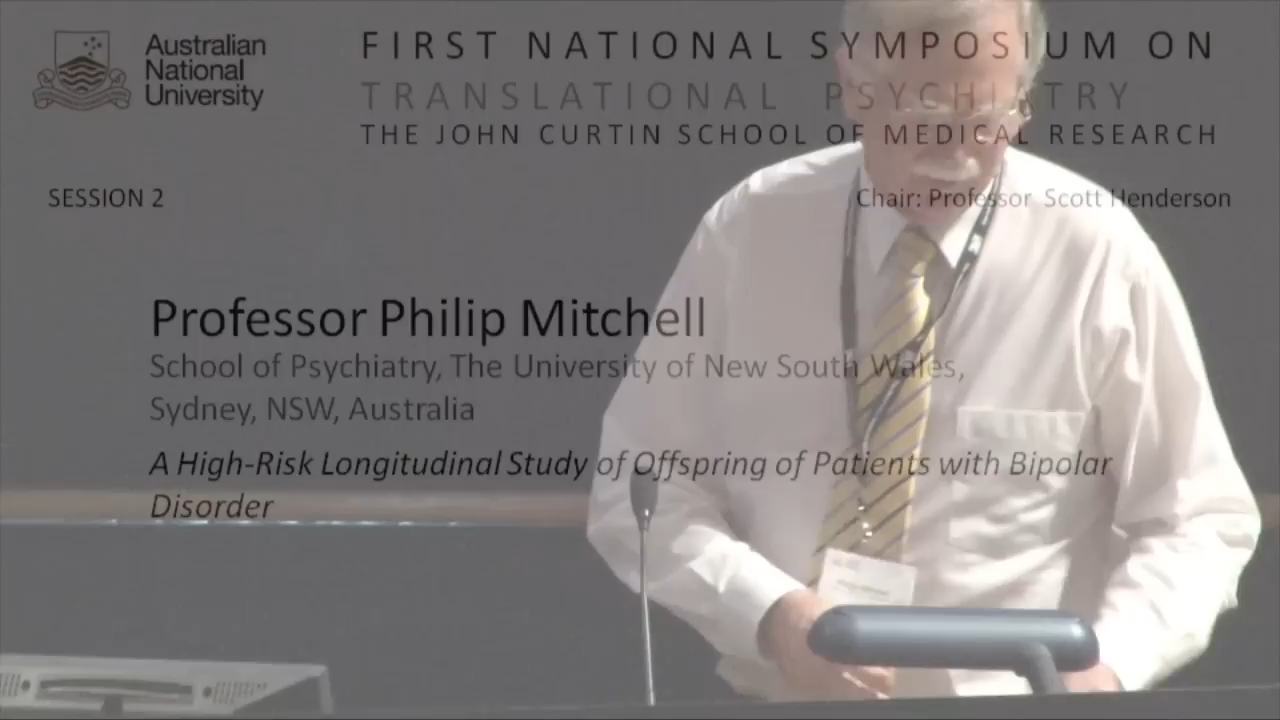 Australian
National
University
FIRST NATIONAL SYMPOSIUM ON
TRANSLATIONAL PSYCHIATRY
THE JOHN CURTIN SCHOOL OF MEDICAL RESEARCH
SESSION 2
Chair: Professor Scott Henderson
Professor Philip Mitchell
School of Psychiatry, The University of New South Wales,
Sydney, NSW, Australia
A High-Risk Longitudinal Study of Offspring of Patients with Bipolar
Disorder